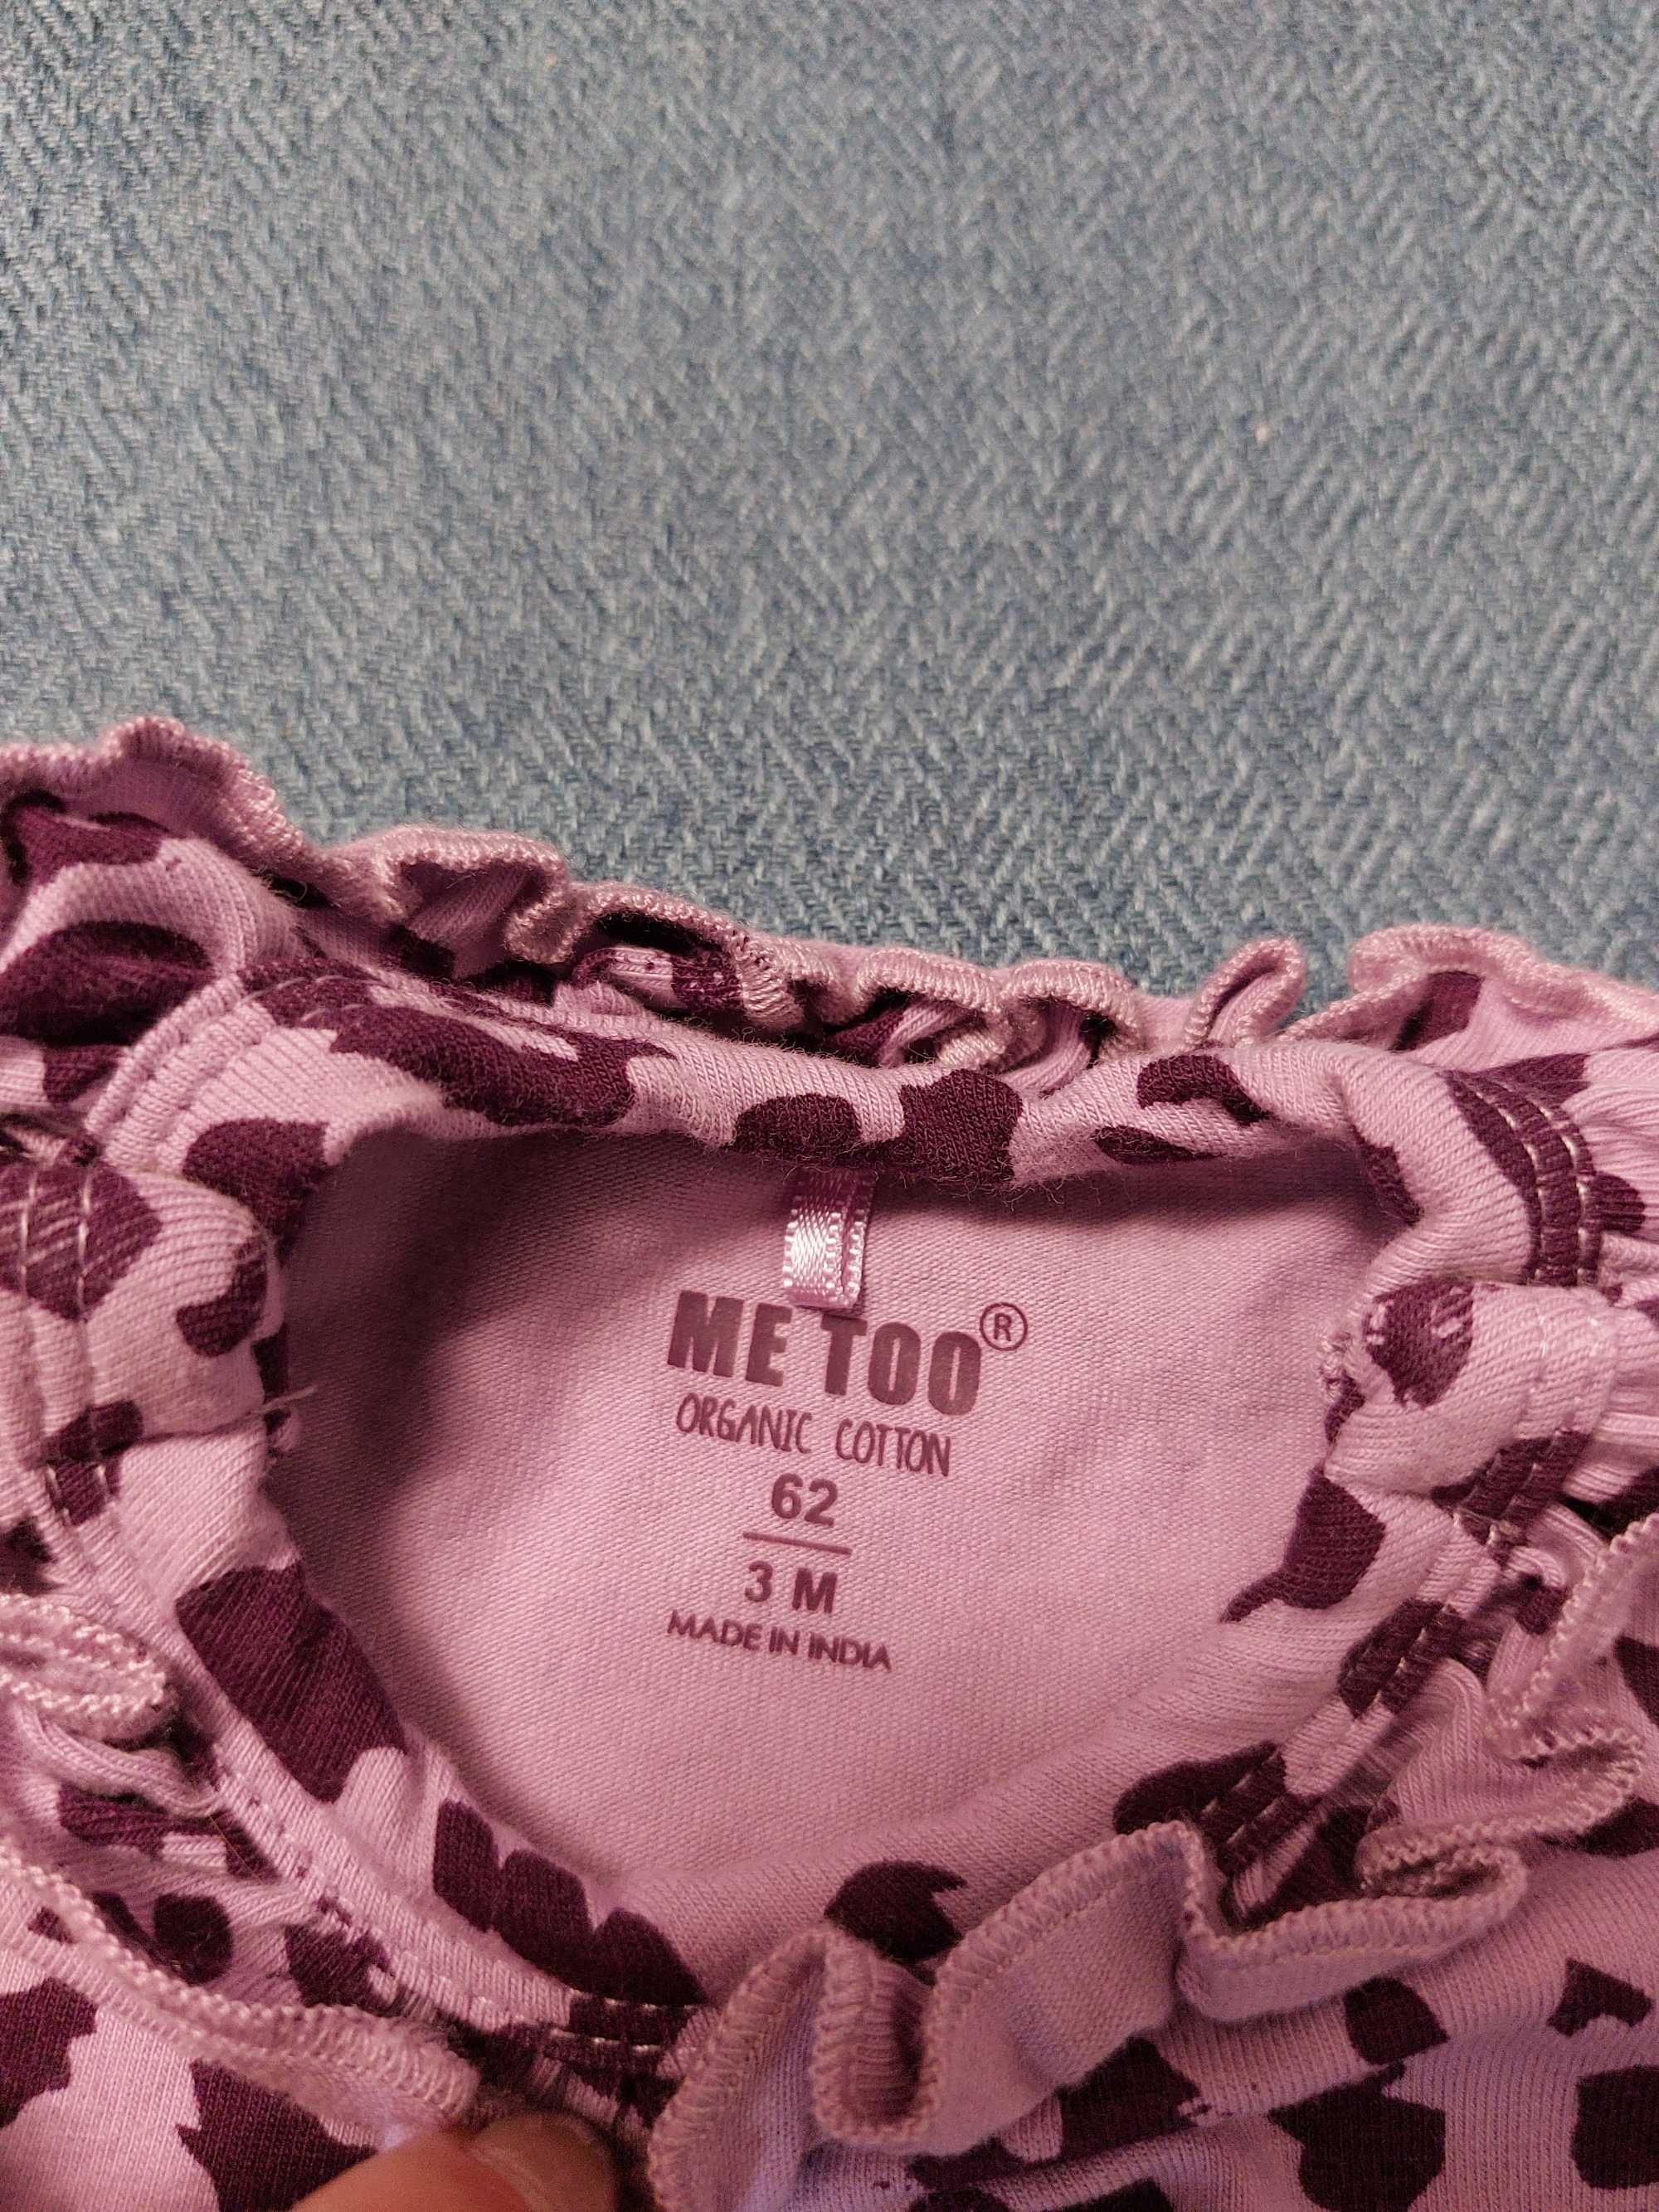 ME TOO®
ORGANIC COTTON
62
3 M
MADE IN INDIA